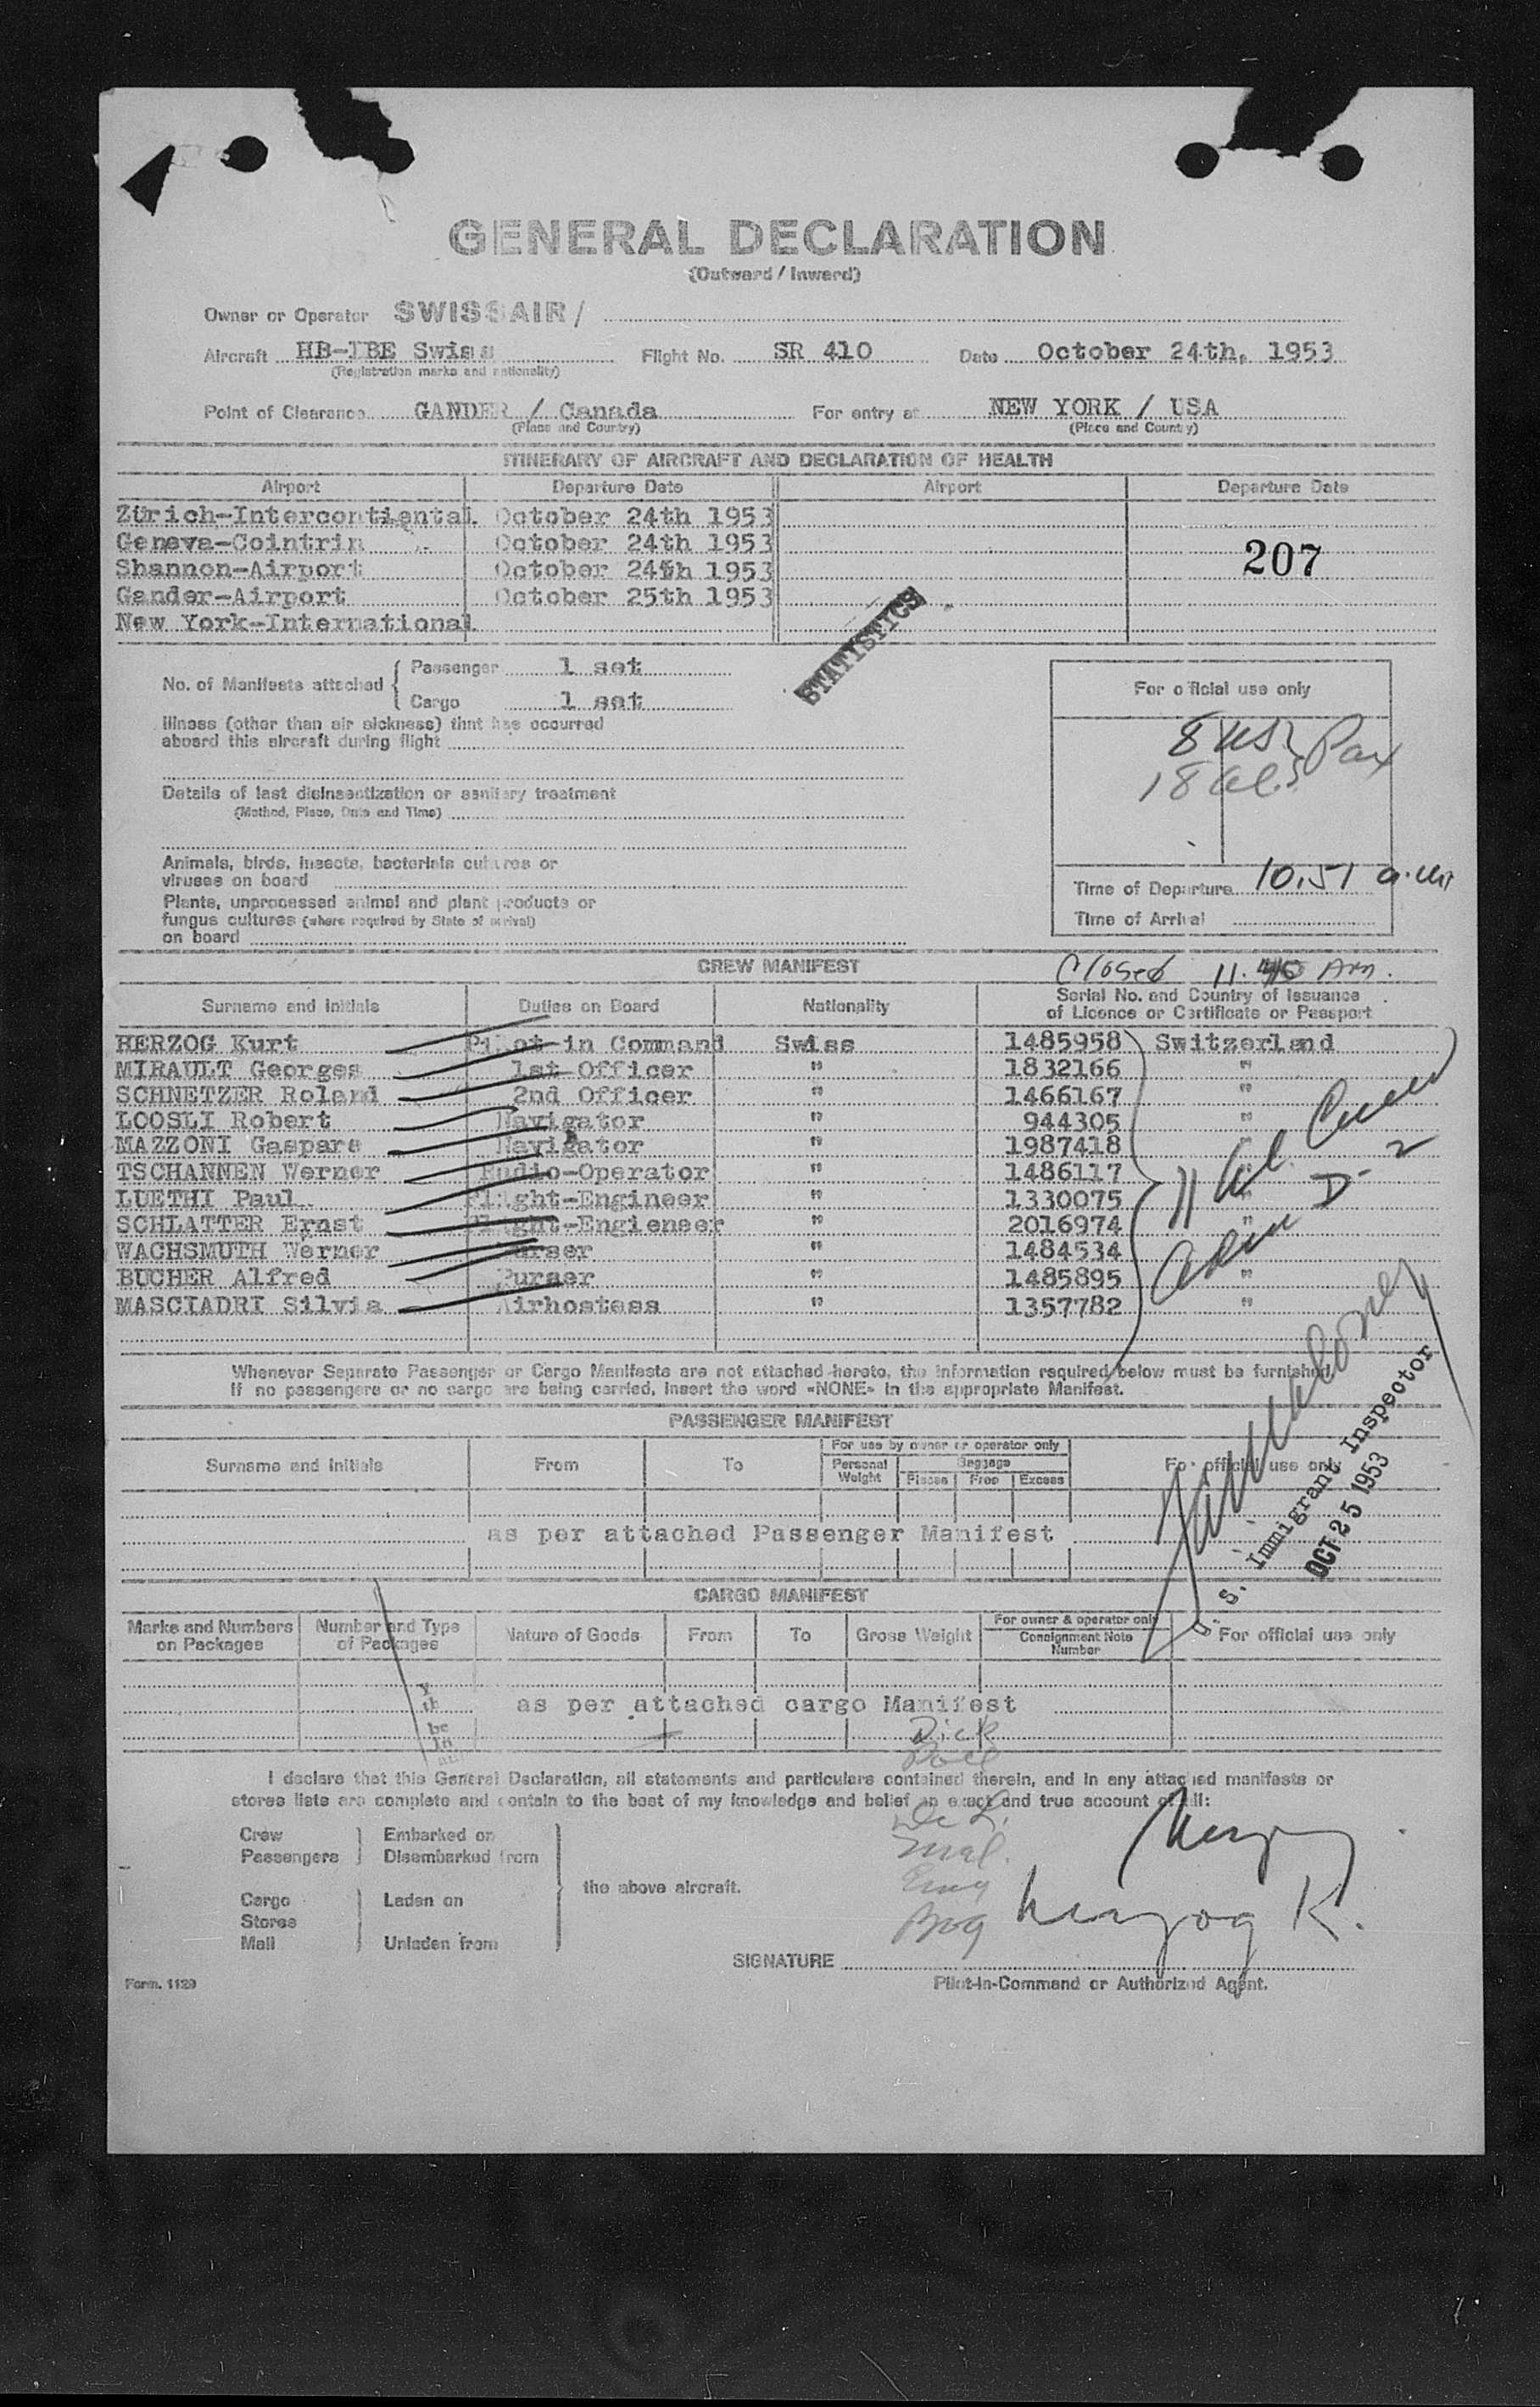 GENERAL DECLARATION
(Outward / Inward)
Owner or Operator SWISSAIR /
Aircraft HB-IBE Swiss Flight No. SR 410 Date October 24th, 1953
(Registration marks and nationality)
Point of Clearance GANDER / Canada For entry at NEW YORK / USA
(Place and Country) (Place and Country)
ITINERARY OF AIRCRAFT AND DECLARATION OF HEALTH
Airport Departure Date Airport Departure Date
Zürich-Intercontiental October 24th 1953
Geneva-Cointrin October 24th 1953
207
Shannon-Airport October 24th 1953
Gander-Airport October 25th 1953
New York-International
STATISTICS
No. of Manifests attached Passenger 1 set
Cargo 1 set
For official use only
Illness (other than air sickness) that has occurred
aboard this aircraft during flight
8 USC Pax
18 Als
Details of last disinsectization or sanitary treatment
(Method, Place, Date and Time)
Animals, birds, insects, bacterials cultures or
viruses on board
Time of Departure 10.51 a.m
Plants, unprocessed animal and plant products or
fungus cultures (where required by State of arrival)
on board
Time of Arrival
CREW MANIFEST
Closed 11.40 Am.
Surname and initials Duties on Board Nationality Serial No. and Country of Issuance
of Licence or Certificate or Passport
HERZOG Kurt Pilot in Command Swiss 1485958 Switzerland
MIRAULT Georges 1st Officer " 1832166 "
SCHNETZER Roland 2nd Officer " 1466167 "
LOOSLI Robert Navigator " 944305 "
MAZZONI Gaspare Navigator " 1987418
TSCHANNEN Werner Radio-Operator " 1486117
LUETHI Paul Flight-Engineer " 1330075 "
SCHLATTER Ernst Flight-Engienser " 2016974 "
WACHSMUTH Werner Purser " 1484534
BUCHER Alfred Purser " 1485895 "
MASCIADRI Silvia Airhostess " 1357782 "
11 Al. Crew
Adm D-2
Whenever Separate Passenger or Cargo Manifests are not attached hereto, the information required below must be furnished.
If no passengers or no cargo are being carried, insert the word «NONE» in the appropriate Manifest.
U. S. Immigrant Inspector
OCT 25 1953
PASSENGER MANIFEST
Surname and initials From To For use by owner or operator only For official use only
Personal Weight Baggage
Pieces Free Excess
as per attached Passenger Manifest
CARGO MANIFEST
Marks and Numbers on Packages Number and Type of Packages Nature of Goods From To Gross Weight For owner & operator only
Consignment Note Number For official use only
as per attached cargo Manifest
Dick
I declare that this General Declaration, all statements and particulars contained therein, and in any attached manifests or
stores lists are complete and contain to the best of my knowledge and belief an exact and true account of all:
Crew Embarked on
Passengers Disembarked from
the above aircraft.
Cargo Laden on
Stores
Mail Unladen from
Herzog K.
SIGNATURE
Form. 1129 Pilot-in-Command or Authorized Agent.